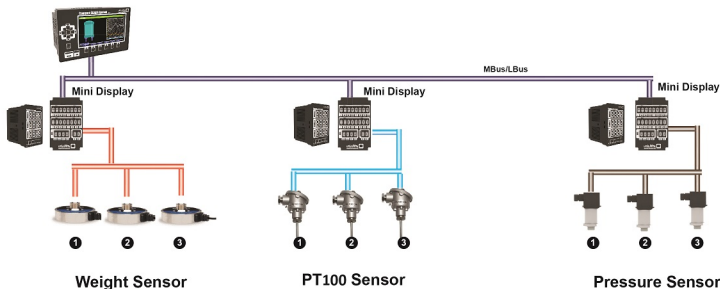 MBus/LBus
Mini Display
Mini Display
Mini Display
1 2 3
1 2 3
1 2 3
Weight Sensor
PT100 Sensor
Pressure Sensor